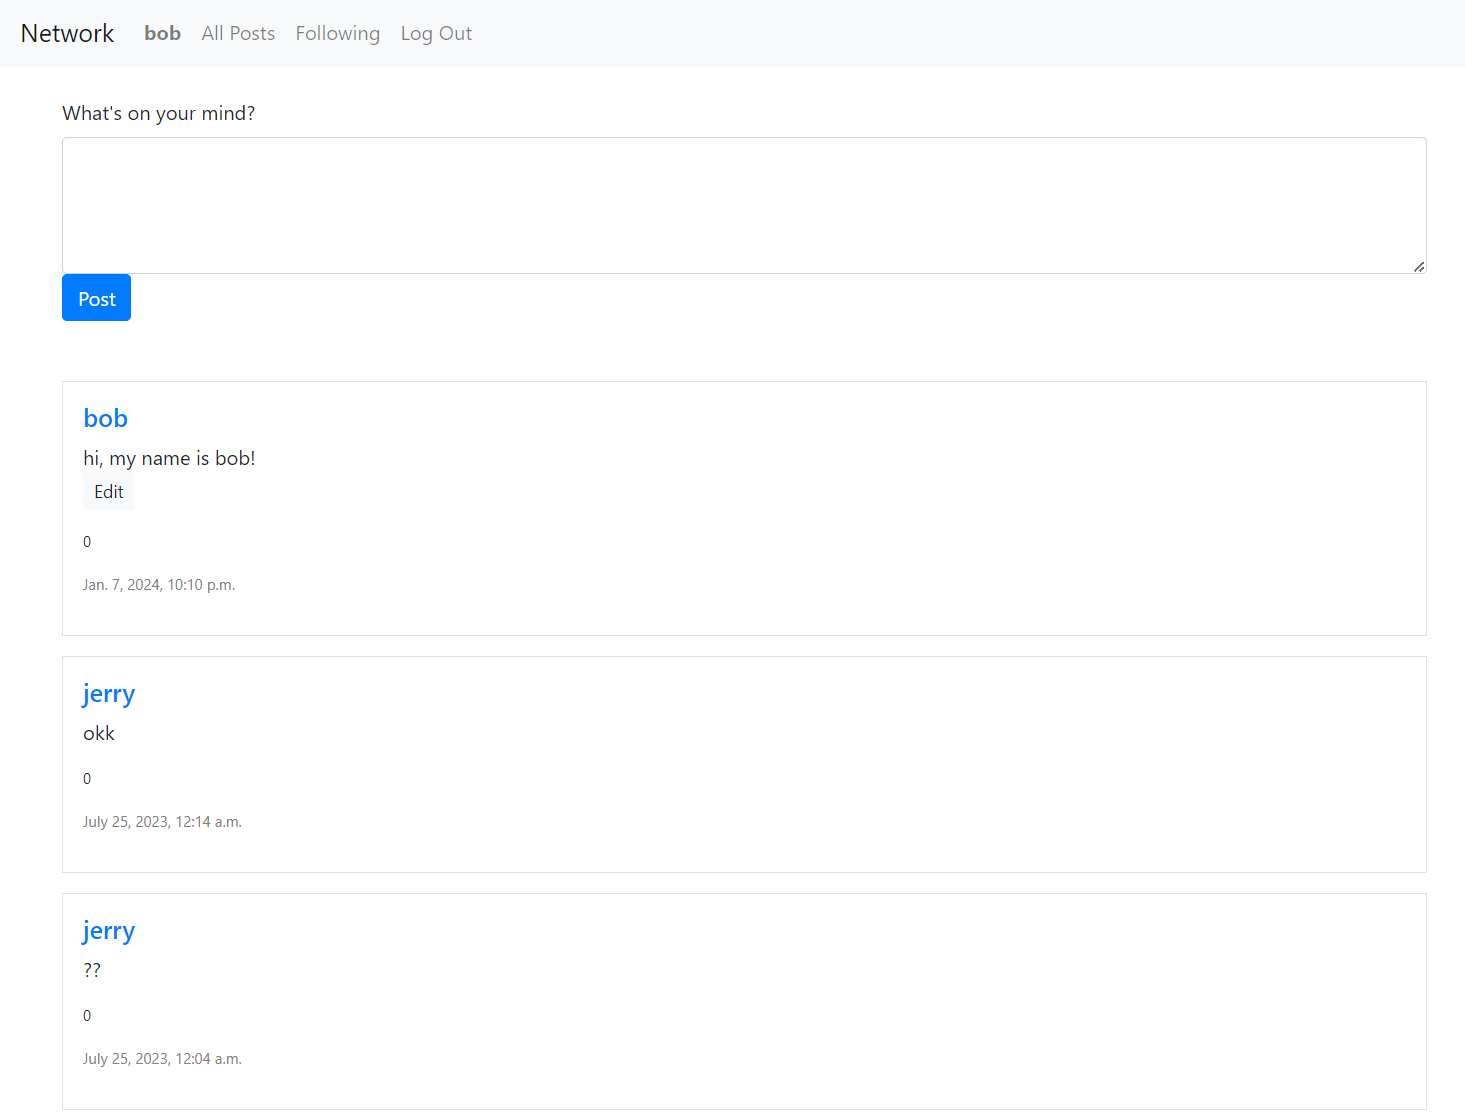 Network bob All Posts Following Log Out
What's on your mind?
Post
bob
hi, my name is bob!
Edit
0
Jan. 7, 2024, 10:10 p.m.
jerry
okk
0
July 25, 2023, 12:14 a.m.
jerry
??
0
July 25, 2023, 12:04 a.m.